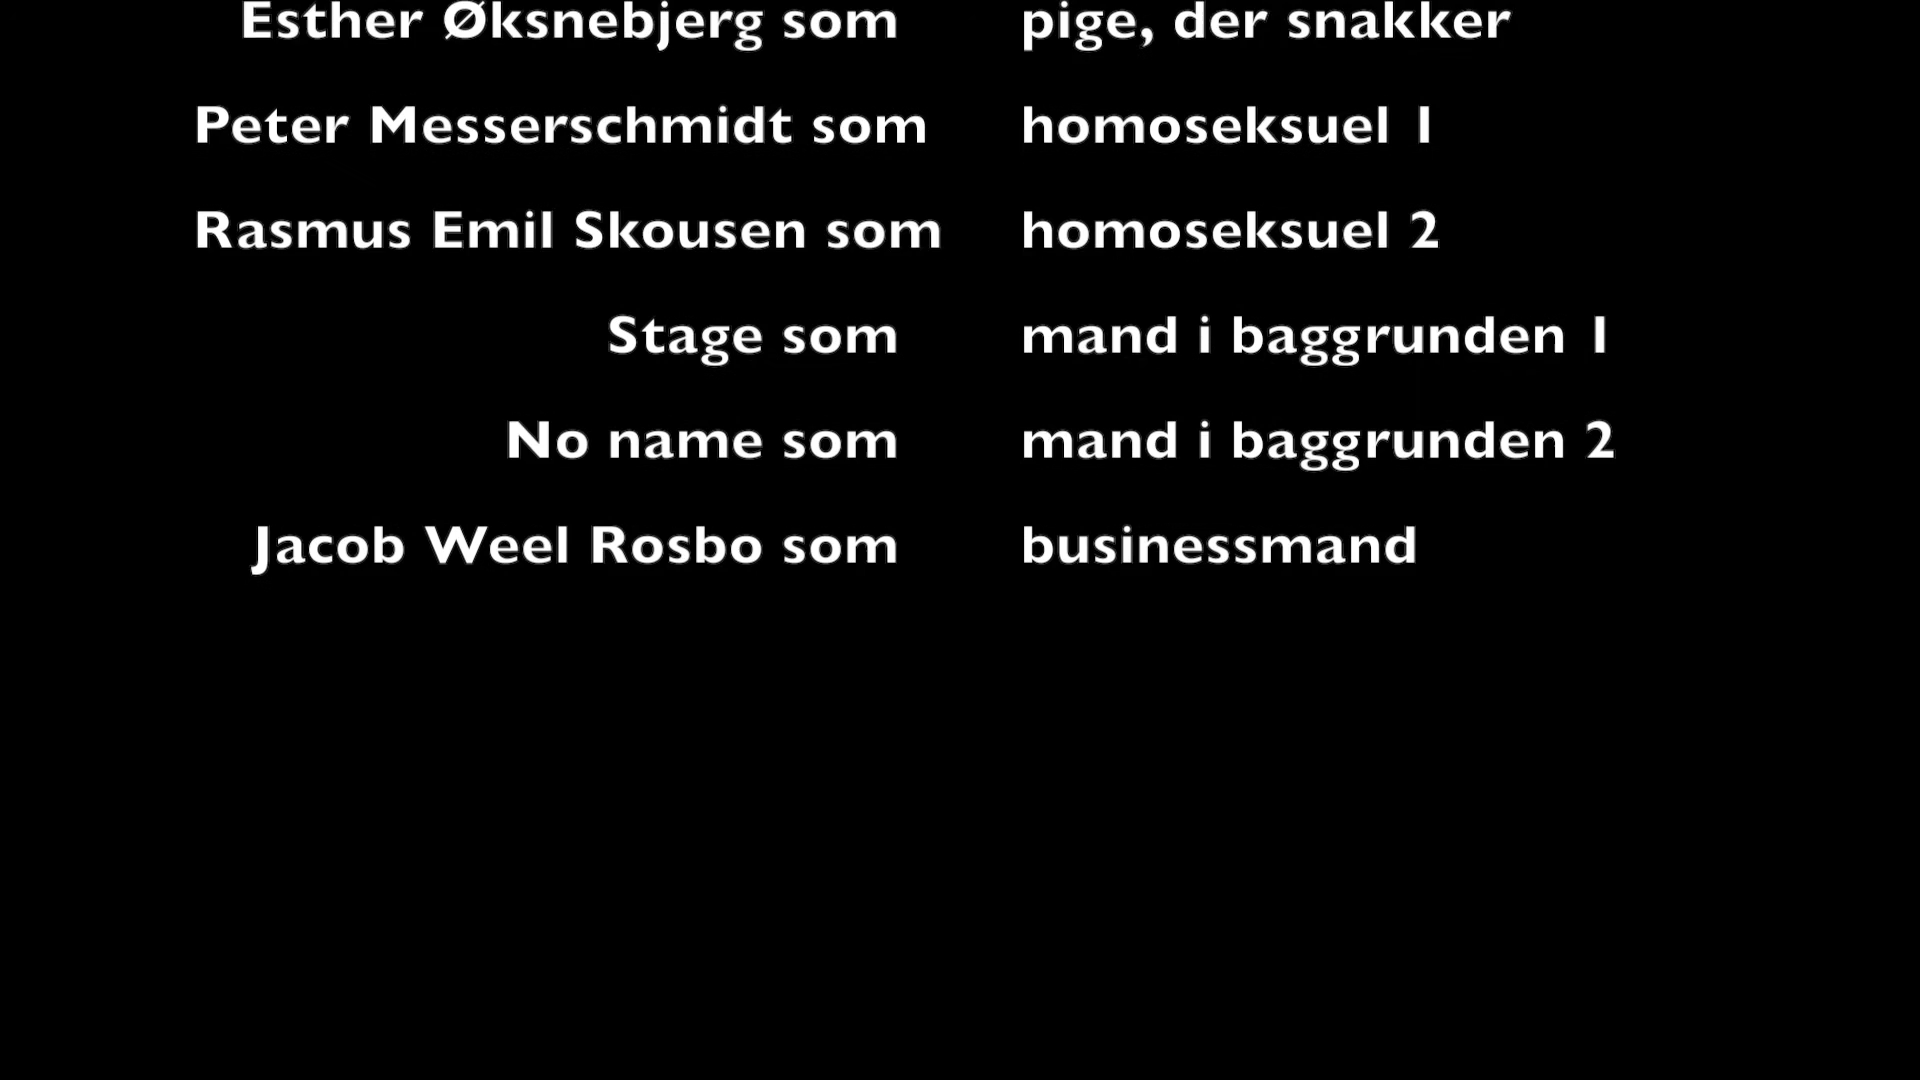 Esther Øksnebjerg som pige, der snakker
Peter Messerschmidt som homoseksuel 1
Rasmus Emil Skousen som homoseksuel 2
Stage som mand i baggrunden 1
No name som mand i baggrunden 2
Jacob Weel Rosbo som businessmand